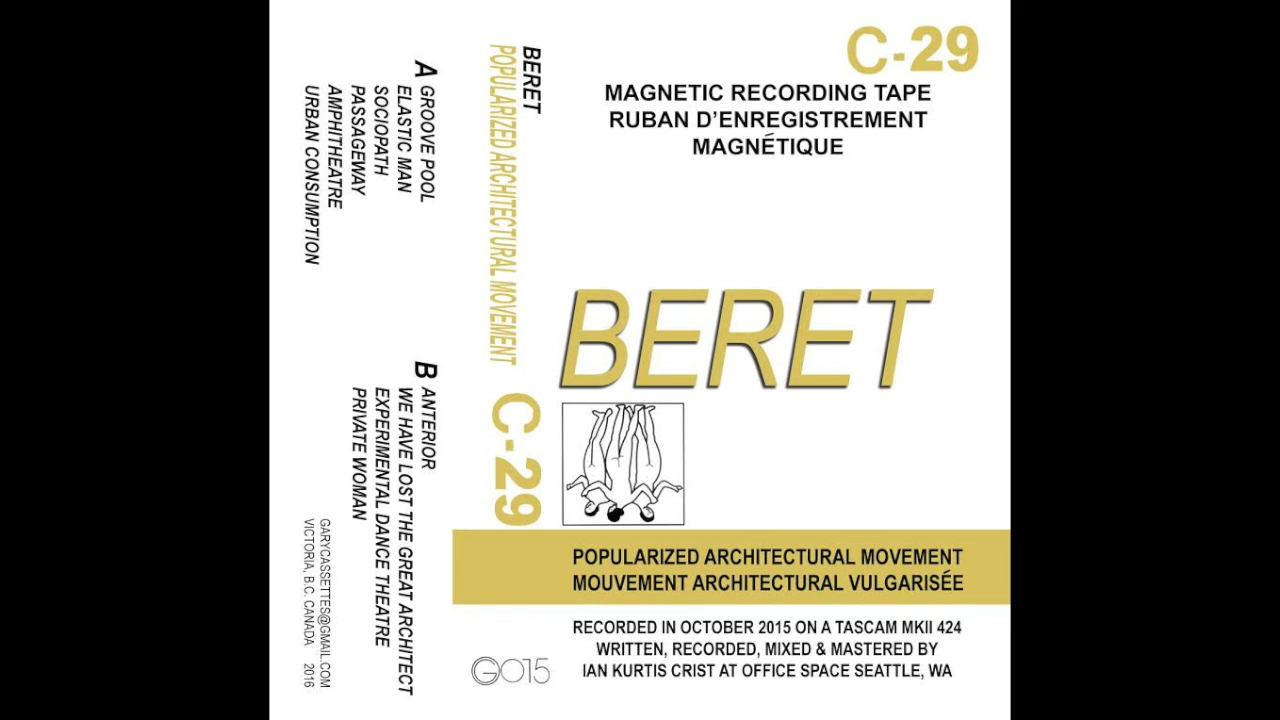 C-29
MAGNETIC RECORDING TAPE
RUBAN D'ENREGISTREMENT
MAGNÉTIQUE
BERET
POPULARIZED ARCHITECTURAL MOVEMENT
MOUVEMENT ARCHITECTURAL VULGARISÉE
RECORDED IN OCTOBER 2015 ON A TASCAM MKII 424
WRITTEN, RECORDED, MIXED & MASTERED BY
IAN KURTIS CRIST AT OFFICE SPACE SEATTLE, WA
BERET
POPULARIZED ARCHITECTURAL MOVEMENT
C-29
GO15
A GROOVE POOL
ELASTIC MAN
SOCIOPATH
PASSAGEWAY
AMPHITHEATRE
URBAN CONSUMPTION
B ANTERIOR
WE HAVE LOST THE GREAT ARCHITECT
EXPERIMENTAL DANCE THEATRE
PRIVATE WOMAN
GARYCASSETTES@GMAIL.COM
VICTORIA, B.C. CANADA 2016